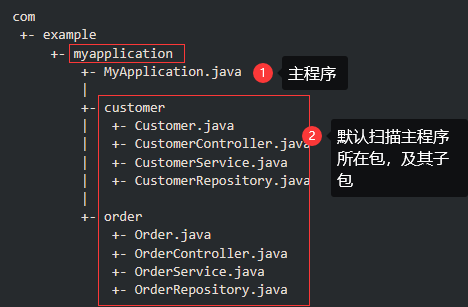 com
+- example
+- myapplication
+- MyApplication.java
1 主程序
|
+- customer
| +- Customer.java
| +- CustomerController.java
| +- CustomerService.java
| +- CustomerRepository.java
|
+- order
+- Order.java
+- OrderController.java
+- OrderService.java
+- OrderRepository.java
2 默认扫描主程序
所在包，及其子
包